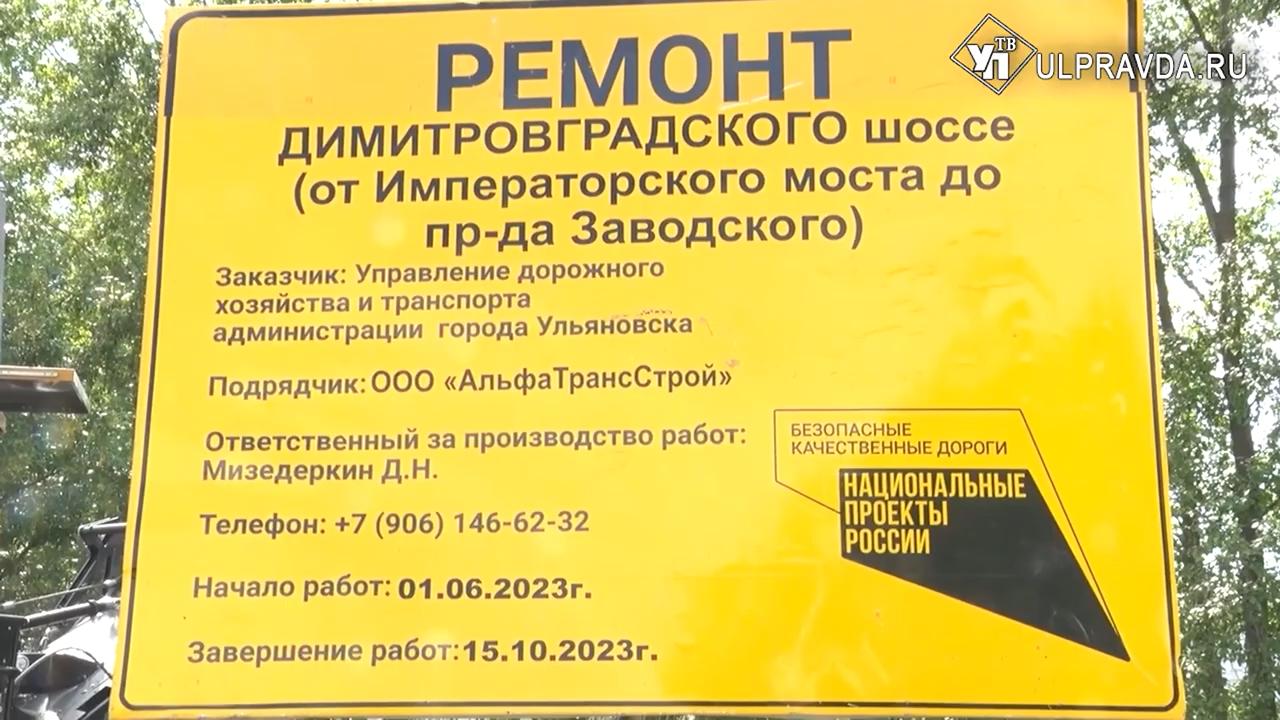 УП ТВ ULPRAVDA.RU
РЕМОНТ
ДИМИТРОВГРАДСКОГО шоссе
(от Императорского моста до
пр-да Заводского)
Заказчик: Управление дорожного
хозяйства и транспорта
администрации города Ульяновска
Подрядчик: ООО «АльфаТрансСтрой»
Ответственный за производство работ:
Мизедеркин Д.Н.
Телефон: +7 (906) 146-62-32
Начало работ: 01.06.2023г.
Завершение работ: 15.10.2023г.
БЕЗОПАСНЫЕ
КАЧЕСТВЕННЫЕ ДОРОГИ
НАЦИОНАЛЬНЫЕ
ПРОЕКТЫ
РОССИИ